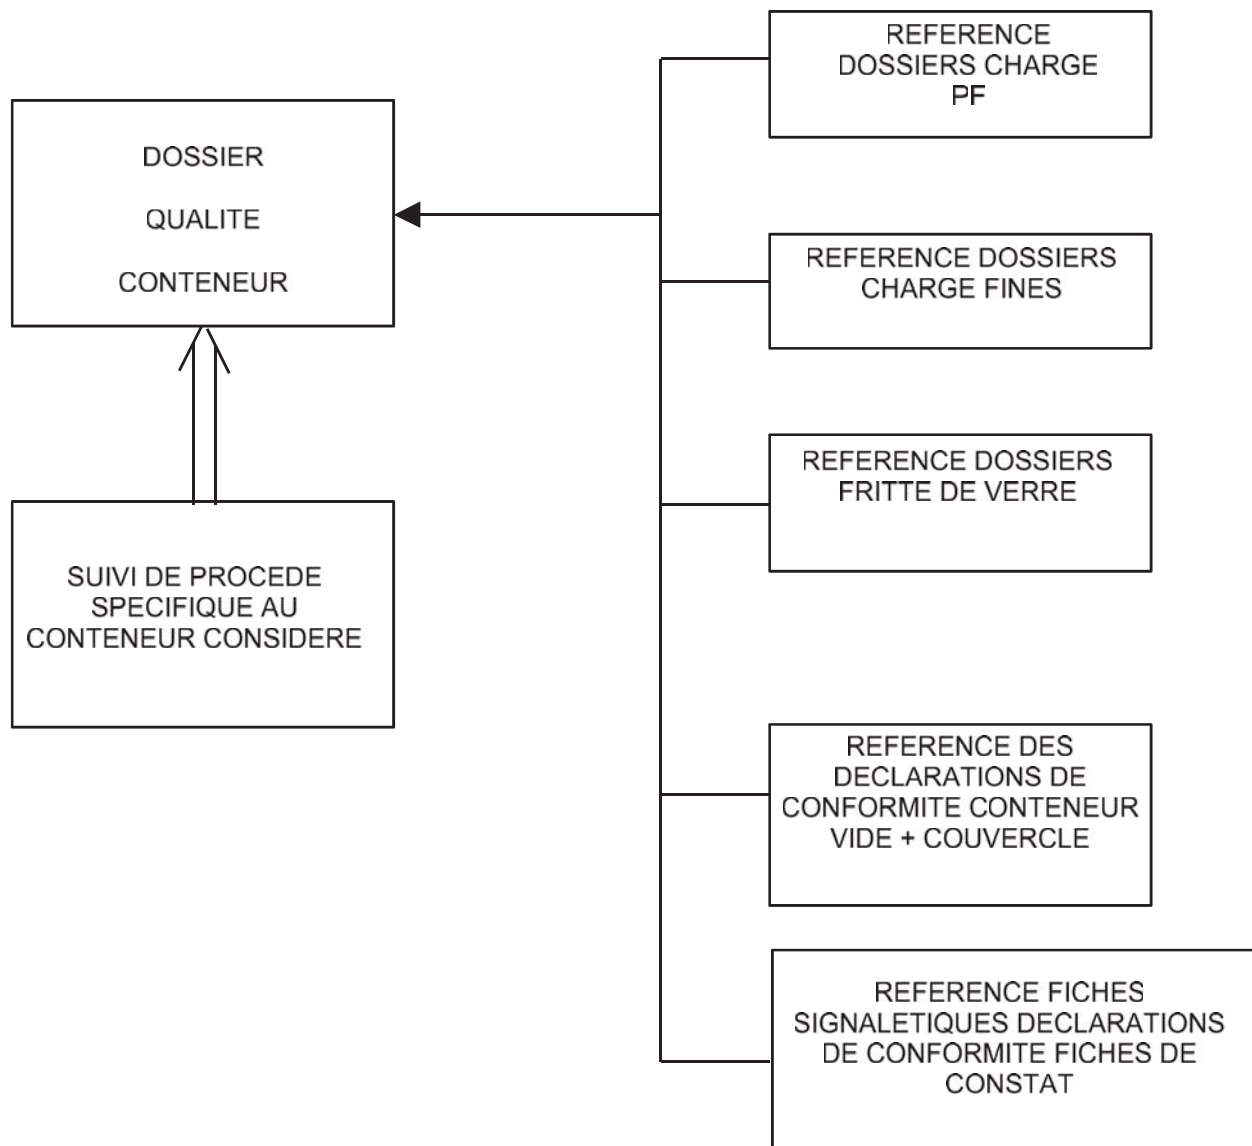 DOSSIER
QUALITE
CONTENEUR
SUIVI DE PROCEDE
SPECIFIQUE AU
CONTENEUR CONSIDERE
REFERENCE
DOSSIERS CHARGE
PF
REFERENCE DOSSIERS
CHARGE FINES
REFERENCE DOSSIERS
FRITTE DE VERRE
REFERENCE DES
DECLARATIONS DE
CONFORMITE CONTENEUR
VIDE + COUVERCLE
REFERENCE FICHES
SIGNALETIQUES DECLARATIONS
DE CONFORMITE FICHES DE
CONSTAT